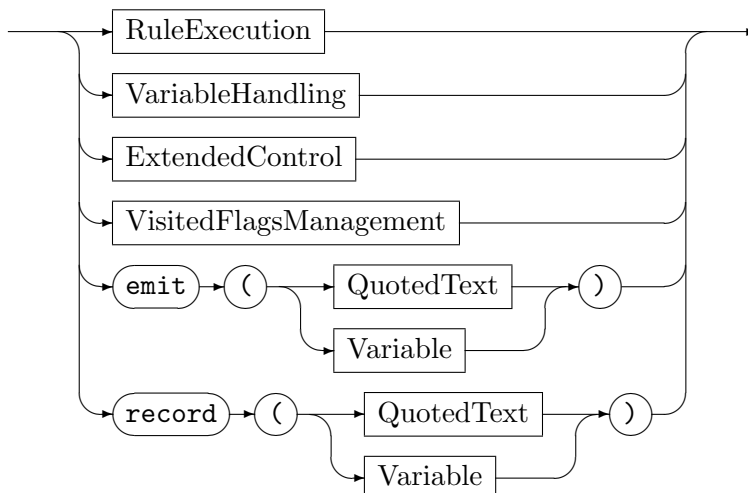 RuleExecution
VariableHandling
ExtendedControl
VisitedFlagsManagement
emit ( QuotedText )
Variable
record ( QuotedText )
Variable